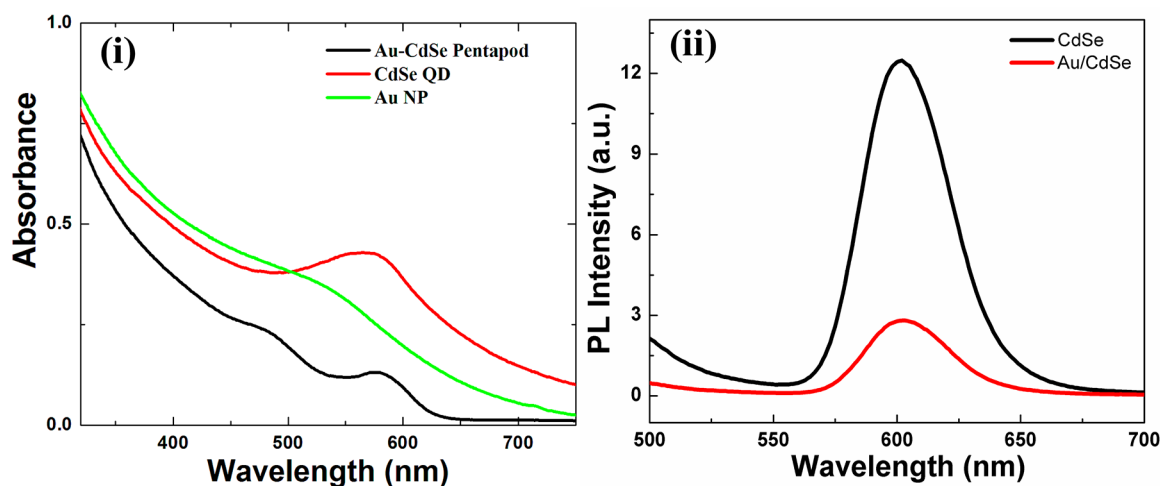 (i)
Au-CdSe Pentapod
CdSe QD
Au NP
1.0
0.5
0.0
Absorbance
400
500
600
700
Wavelength (nm)
(ii)
CdSe
Au/CdSe
12
9
6
3
0
PL Intensity (a.u.)
500
550
600
650
700
Wavelength (nm)